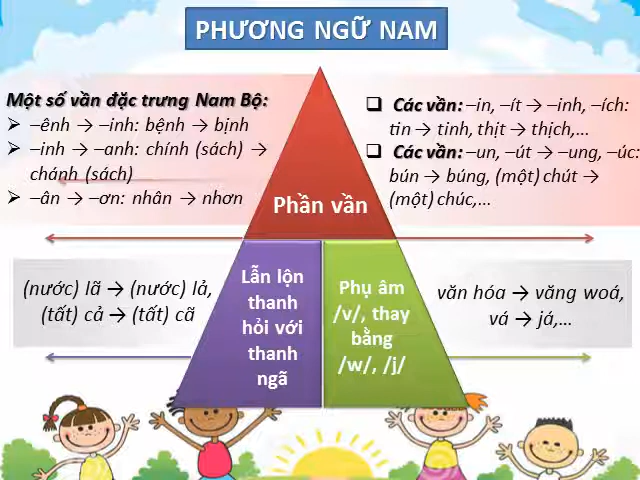 PHƯƠNG NGỮ NAM
Một số vần đặc trưng Nam Bộ:
➢ –ênh → –inh: bệnh → bịnh
➢ –inh → –anh: chính (sách) →
chánh (sách)
➢ –ân → –ơn: nhân → nhơn
❑ Các vần: –in, –ít → –inh, –ích:
tin → tinh, thịt → thịch,…
❑ Các vần: –un, –út → –ung, –úc:
bún → búng, (một) chút →
(một) chúc,…
Phần vần
(nước) lã → (nước) lả,
(tất) cả → (tất) cã
Lẫn lộn
thanh
hỏi với
thanh
ngã
Phụ âm
/v/, thay
bằng
/w/, /j/
văn hóa → văng woá,
vá → já,…